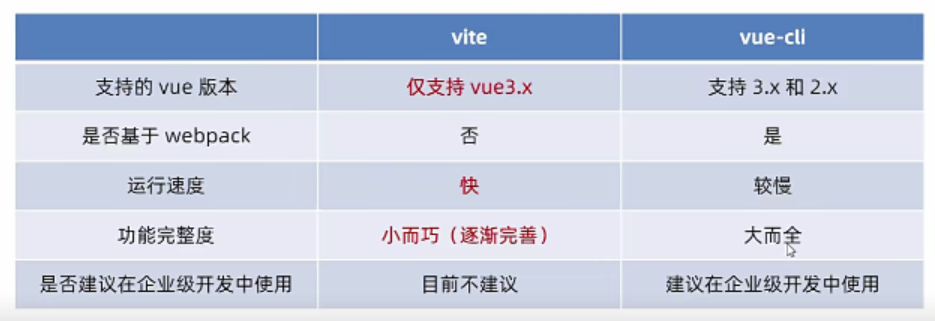 vite vue-cli
支持的 vue 版本 仅支持 vue3.x 支持 3.x 和 2.x
是否基于 webpack 否 是
运行速度 快 较慢
功能完整度 小而巧（逐渐完善） 大而全
是否建议在企业级开发中使用 目前不建议 建议在企业级开发中使用